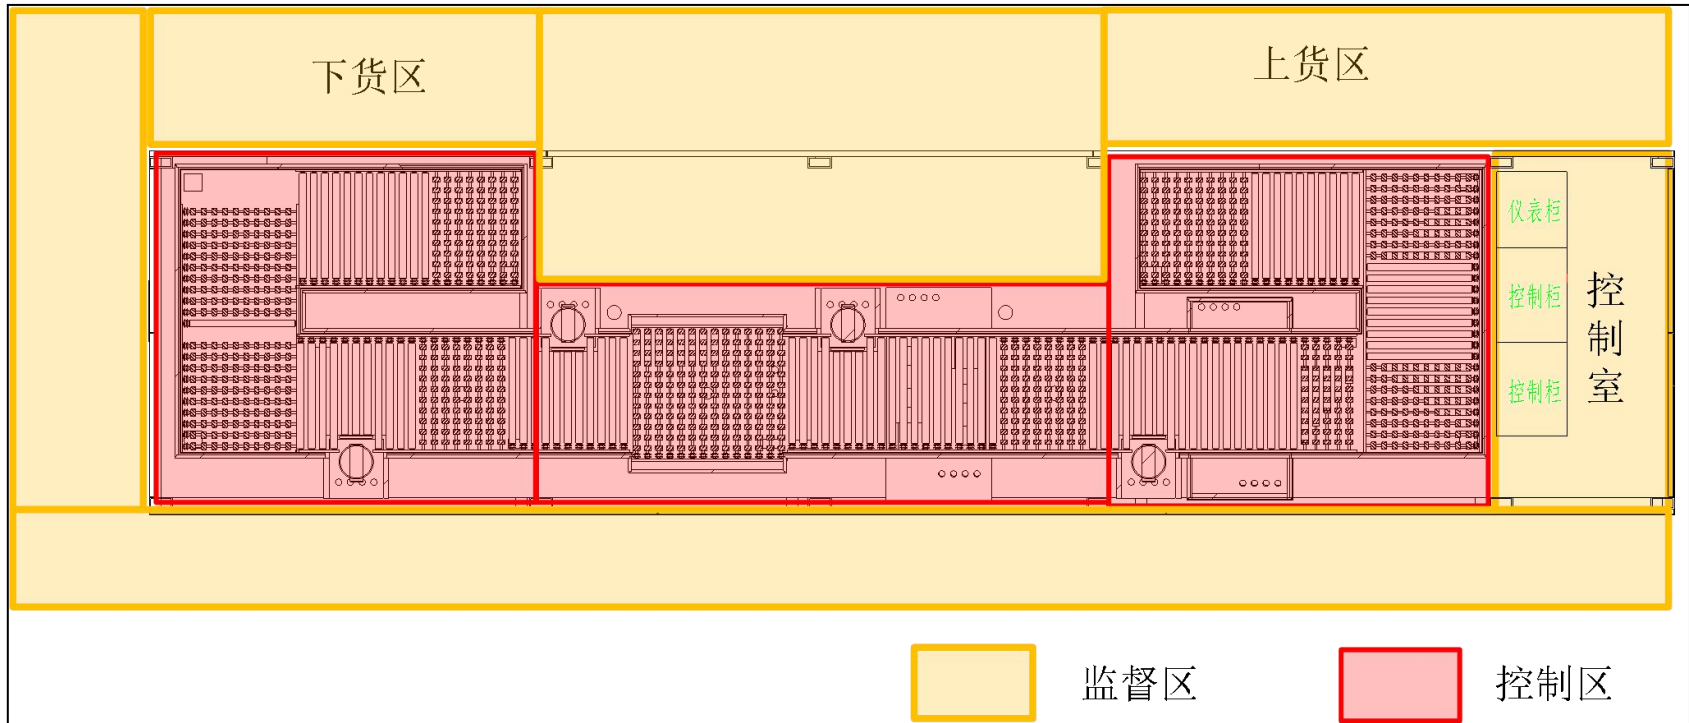 下货区
上货区
仪表柜
控制柜
控制柜
控制室
监督区
控制区